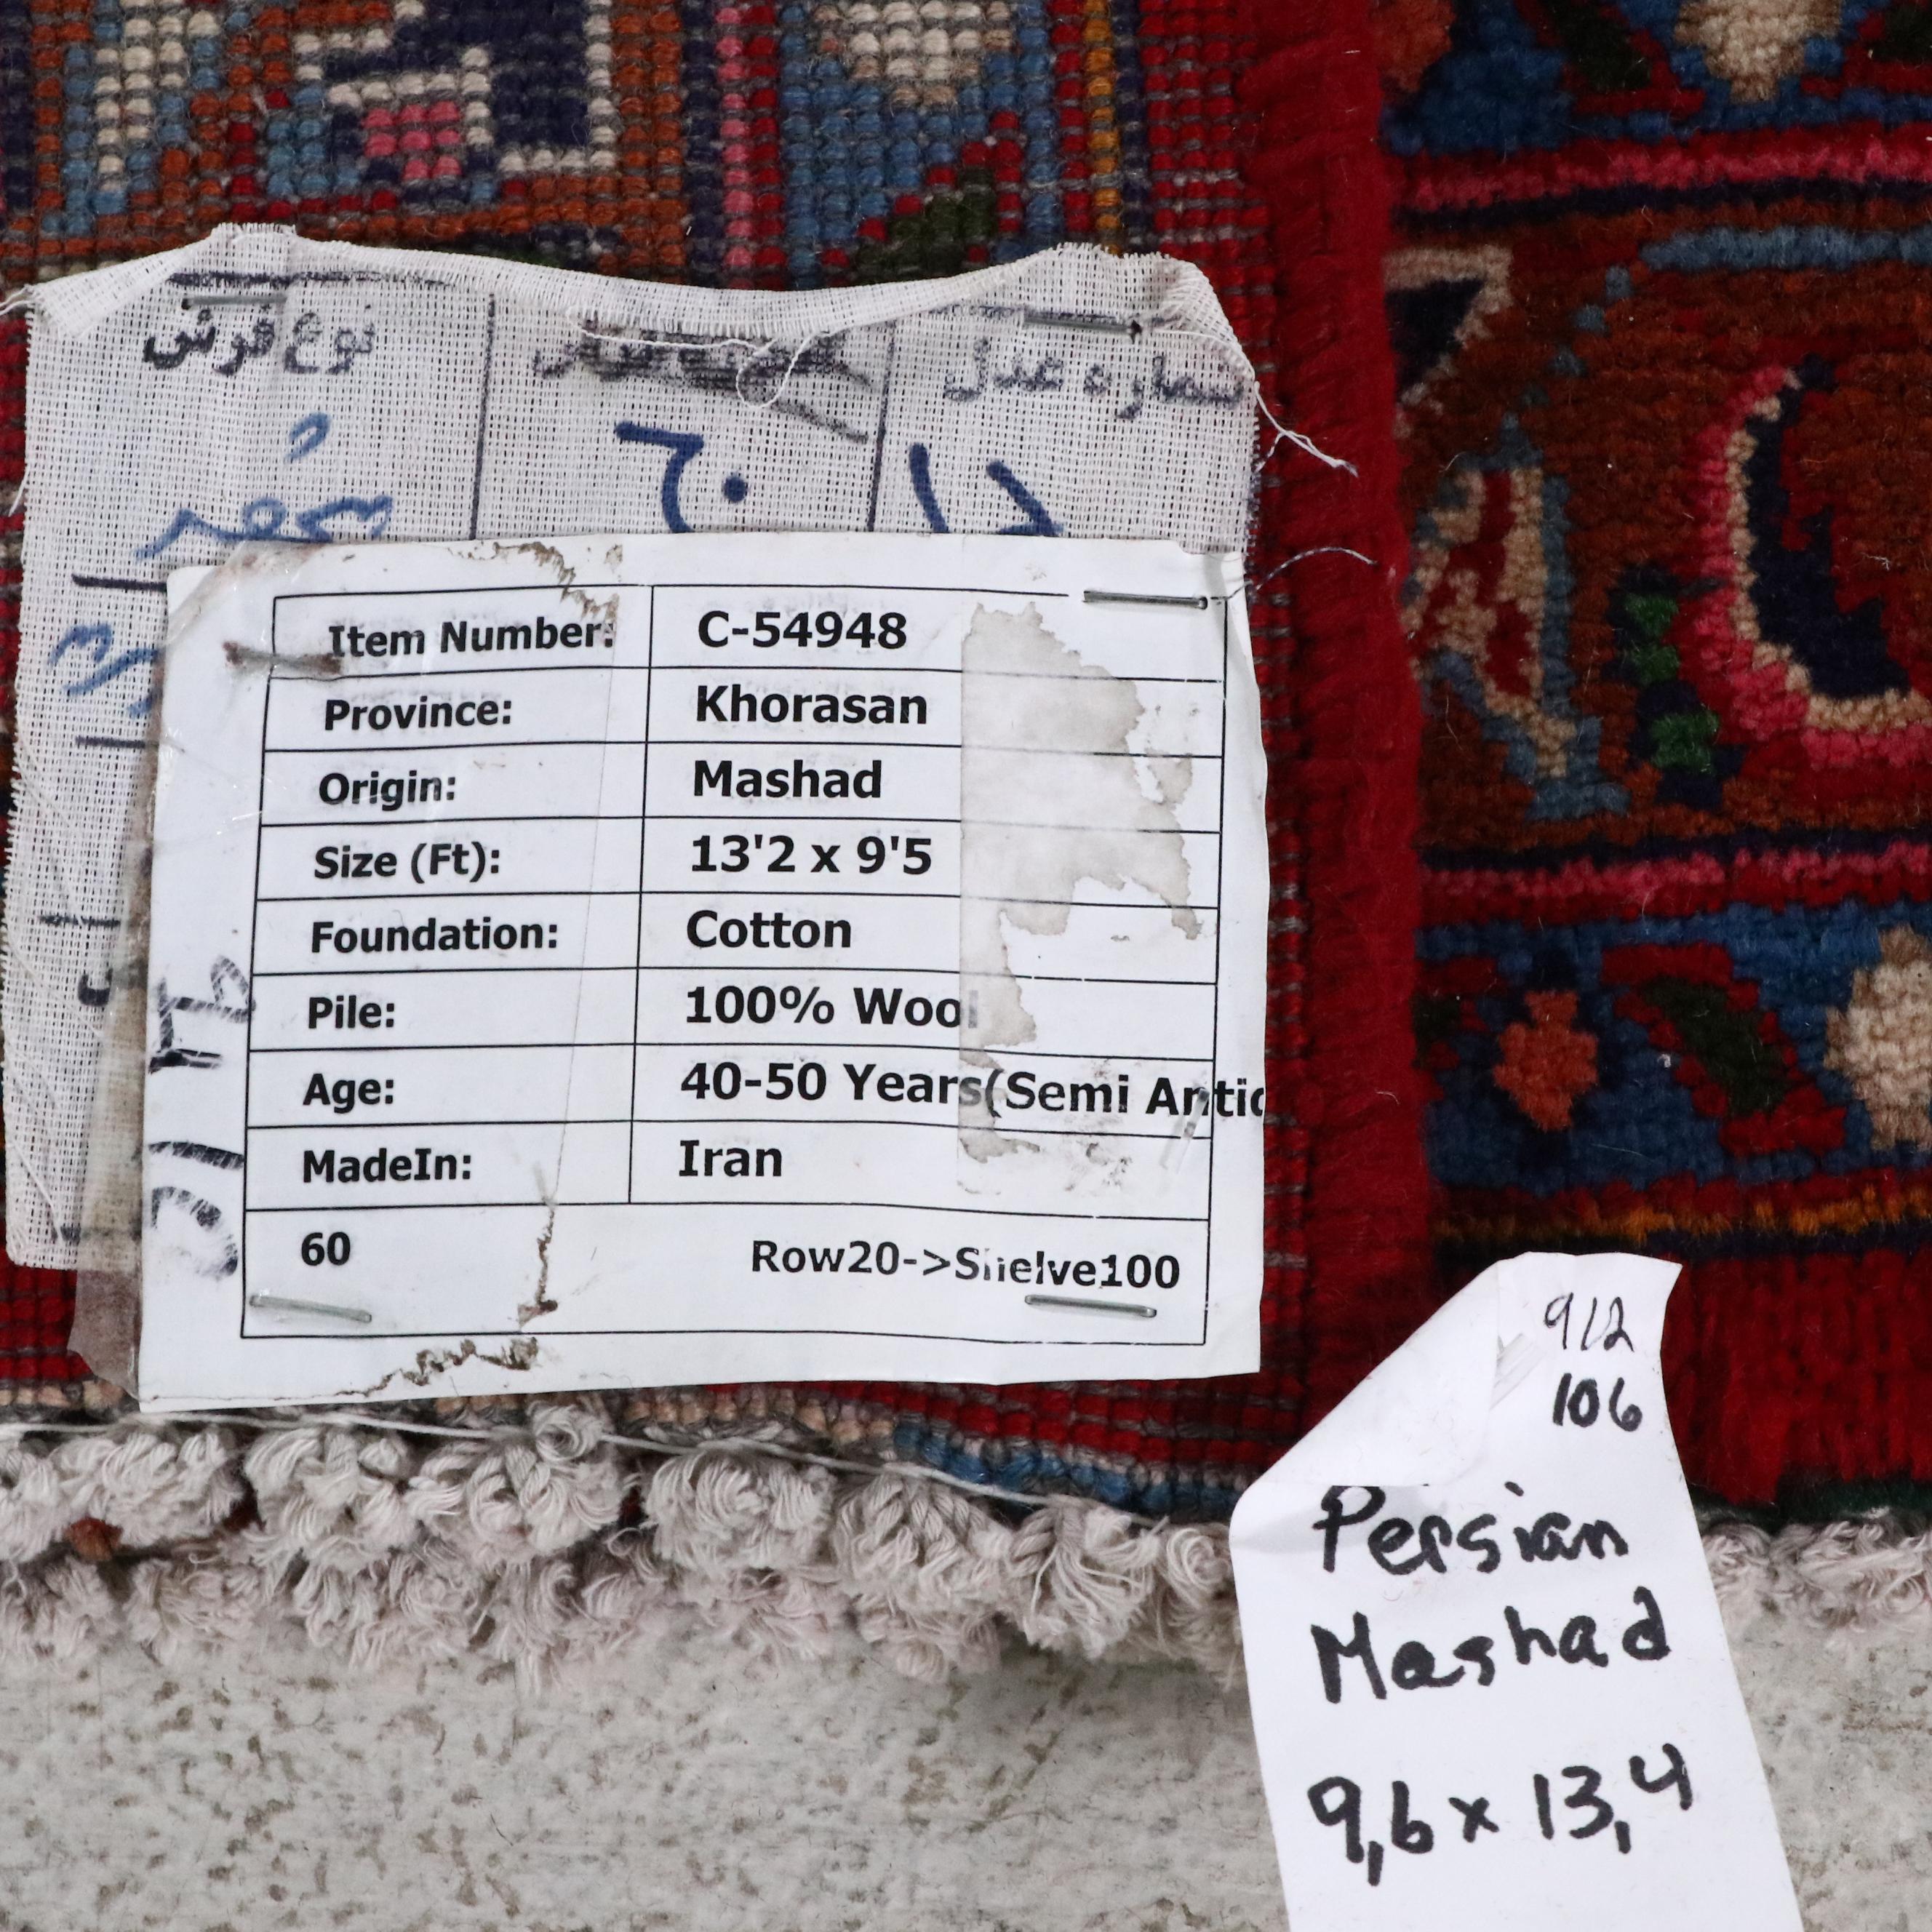 شماره عدل
نوع فرش
ج
مشهد
Item Number: C-54948
Province: Khorasan
Origin: Mashad
Size (Ft): 13'2 x 9'5
Foundation: Cotton
Pile: 100% Wool
Age: 40-50 Years(Semi Antic
MadeIn: Iran
60 Row20->Shelve100
912
106
Persian
Mashad
9,6 x 13,4